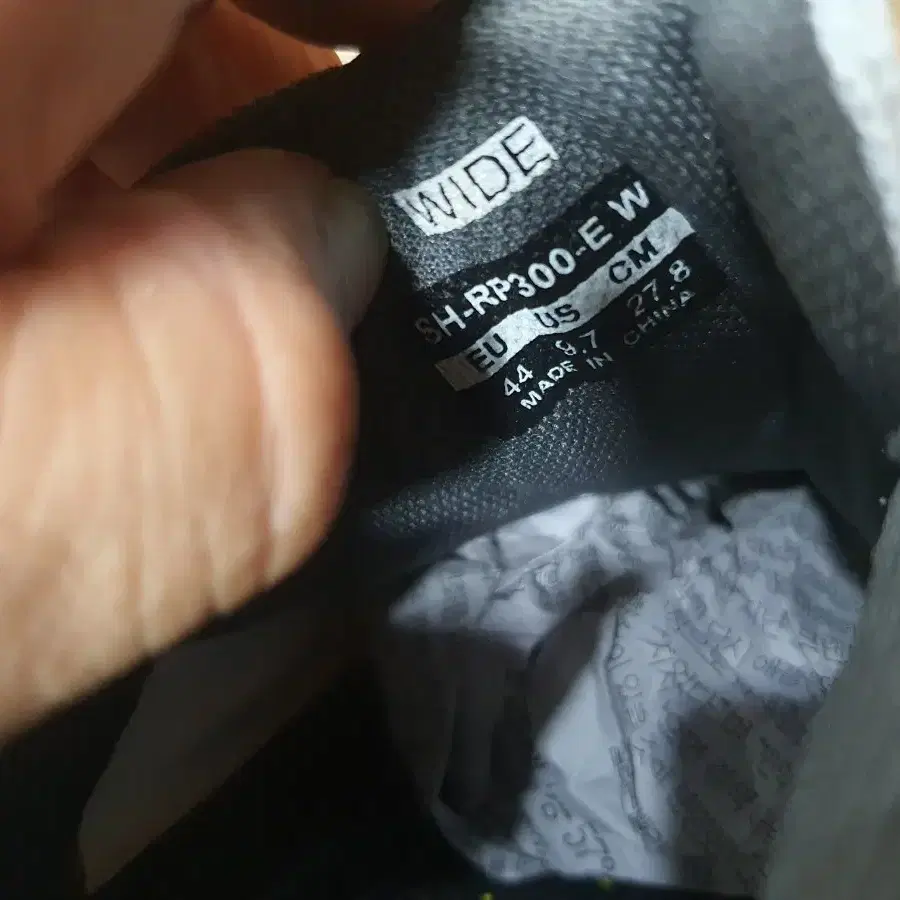 WIDE
SH-RP300-E W
EU US CM
44 9.7 27.8
MADE IN CHINA